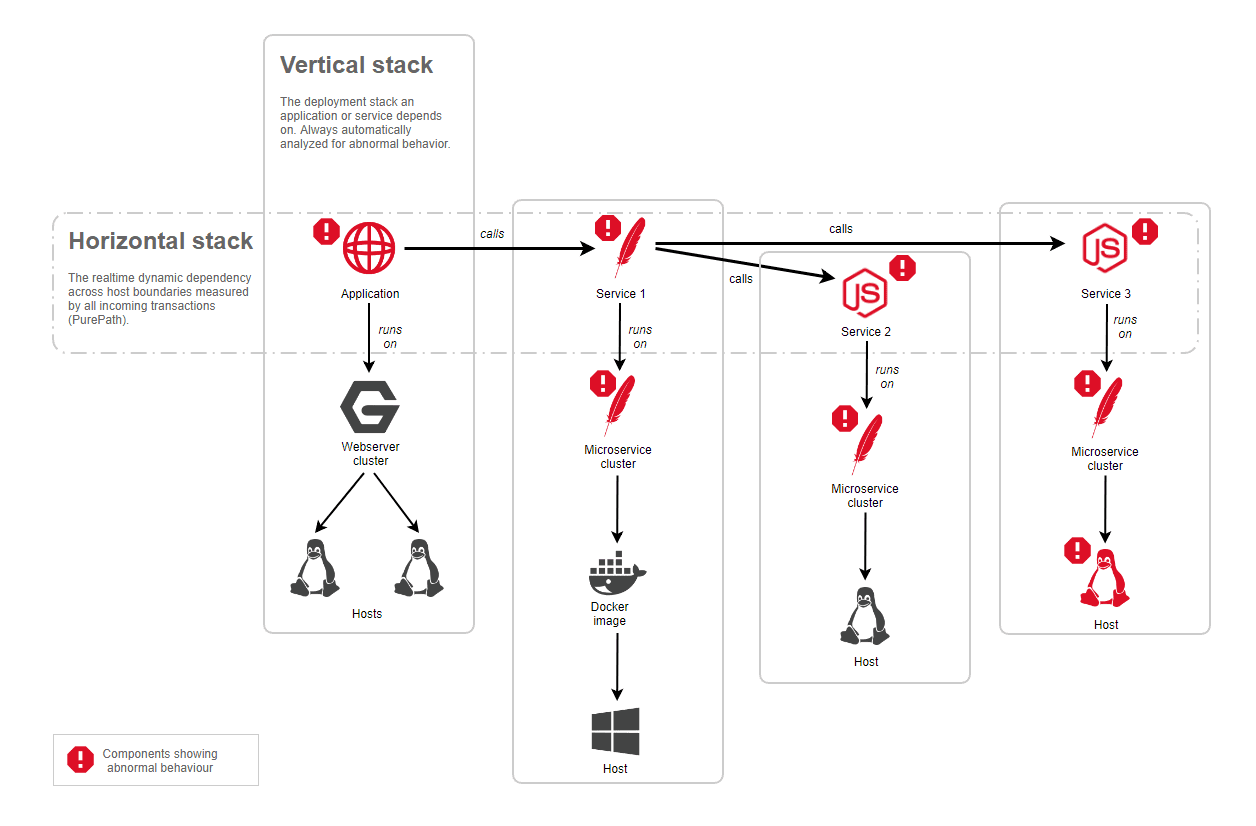 Vertical stack
The deployment stack an
application or service depends
on. Always automatically
analyzed for abnormal behavior.
Horizontal stack
The realtime dynamic dependency
across host boundaries measured
by all incoming transactions
(PurePath).
Application
calls
Service 1
calls
calls
Service 2
Service 3
runs
on
runs
on
runs
on
runs
on
Webserver
cluster
Microservice
cluster
Microservice
cluster
Microservice
cluster
Hosts
Docker
image
Host
Host
Host
JS
JS
Components showing
abnormal behaviour